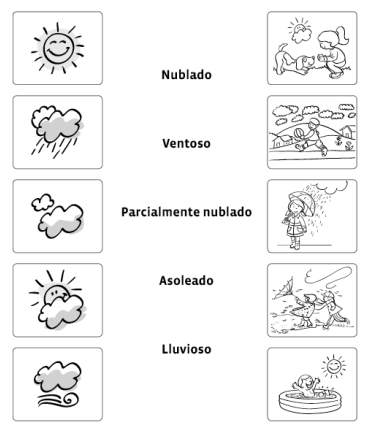 Nublado
Ventoso
Parcialmente nublado
Asoleado
Lluvioso